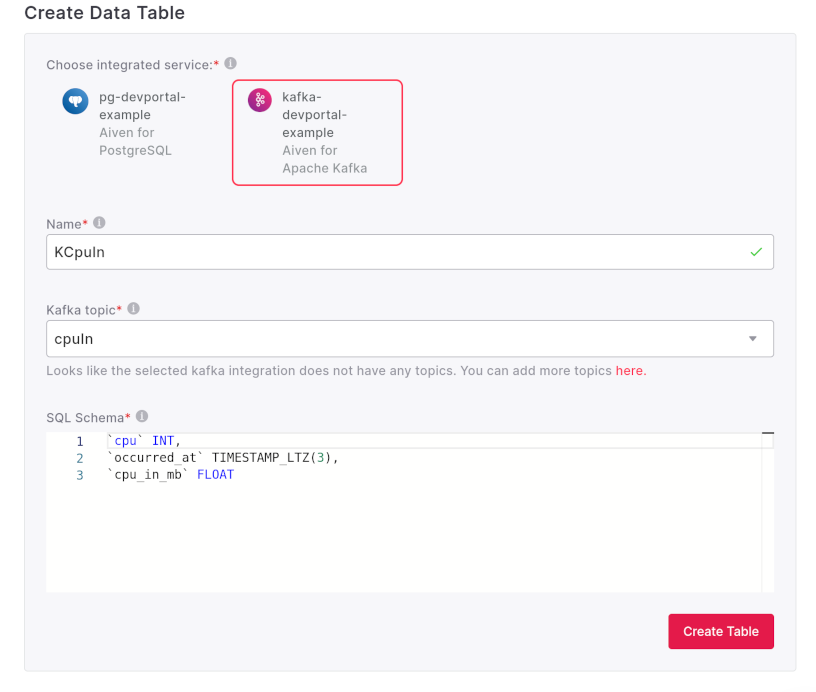 Create Data Table
Choose integrated service:*
pg-devportal-
example
Aiven for
PostgreSQL
kafka-
devportal-
example
Aiven for
Apache Kafka
Name*
KCpuIn
Kafka topic*
cpuIn
Looks like the selected kafka integration does not have any topics. You can add more topics here.
SQL Schema*
1 `cpu` INT,
2 `occurred_at` TIMESTAMP_LTZ(3),
3 `cpu_in_mb` FLOAT
Create Table